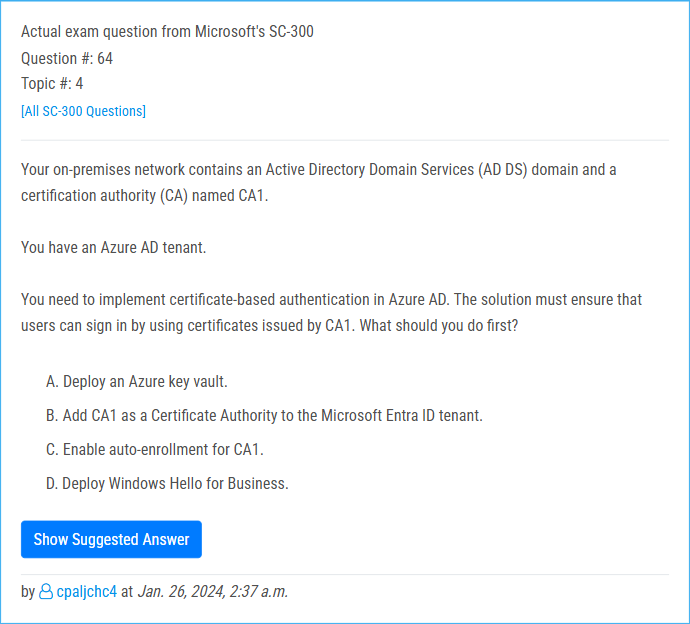 Actual exam question from Microsoft's SC-300
Question #: 64
Topic #: 4
[All SC-300 Questions]
Your on-premises network contains an Active Directory Domain Services (AD DS) domain and a
certification authority (CA) named CA1.
You have an Azure AD tenant.
You need to implement certificate-based authentication in Azure AD. The solution must ensure that
users can sign in by using certificates issued by CA1. What should you do first?
A. Deploy an Azure key vault.
B. Add CA1 as a Certificate Authority to the Microsoft Entra ID tenant.
C. Enable auto-enrollment for CA1.
D. Deploy Windows Hello for Business.
Show Suggested Answer
by cpaljchc4 at Jan. 26, 2024, 2:37 a.m.